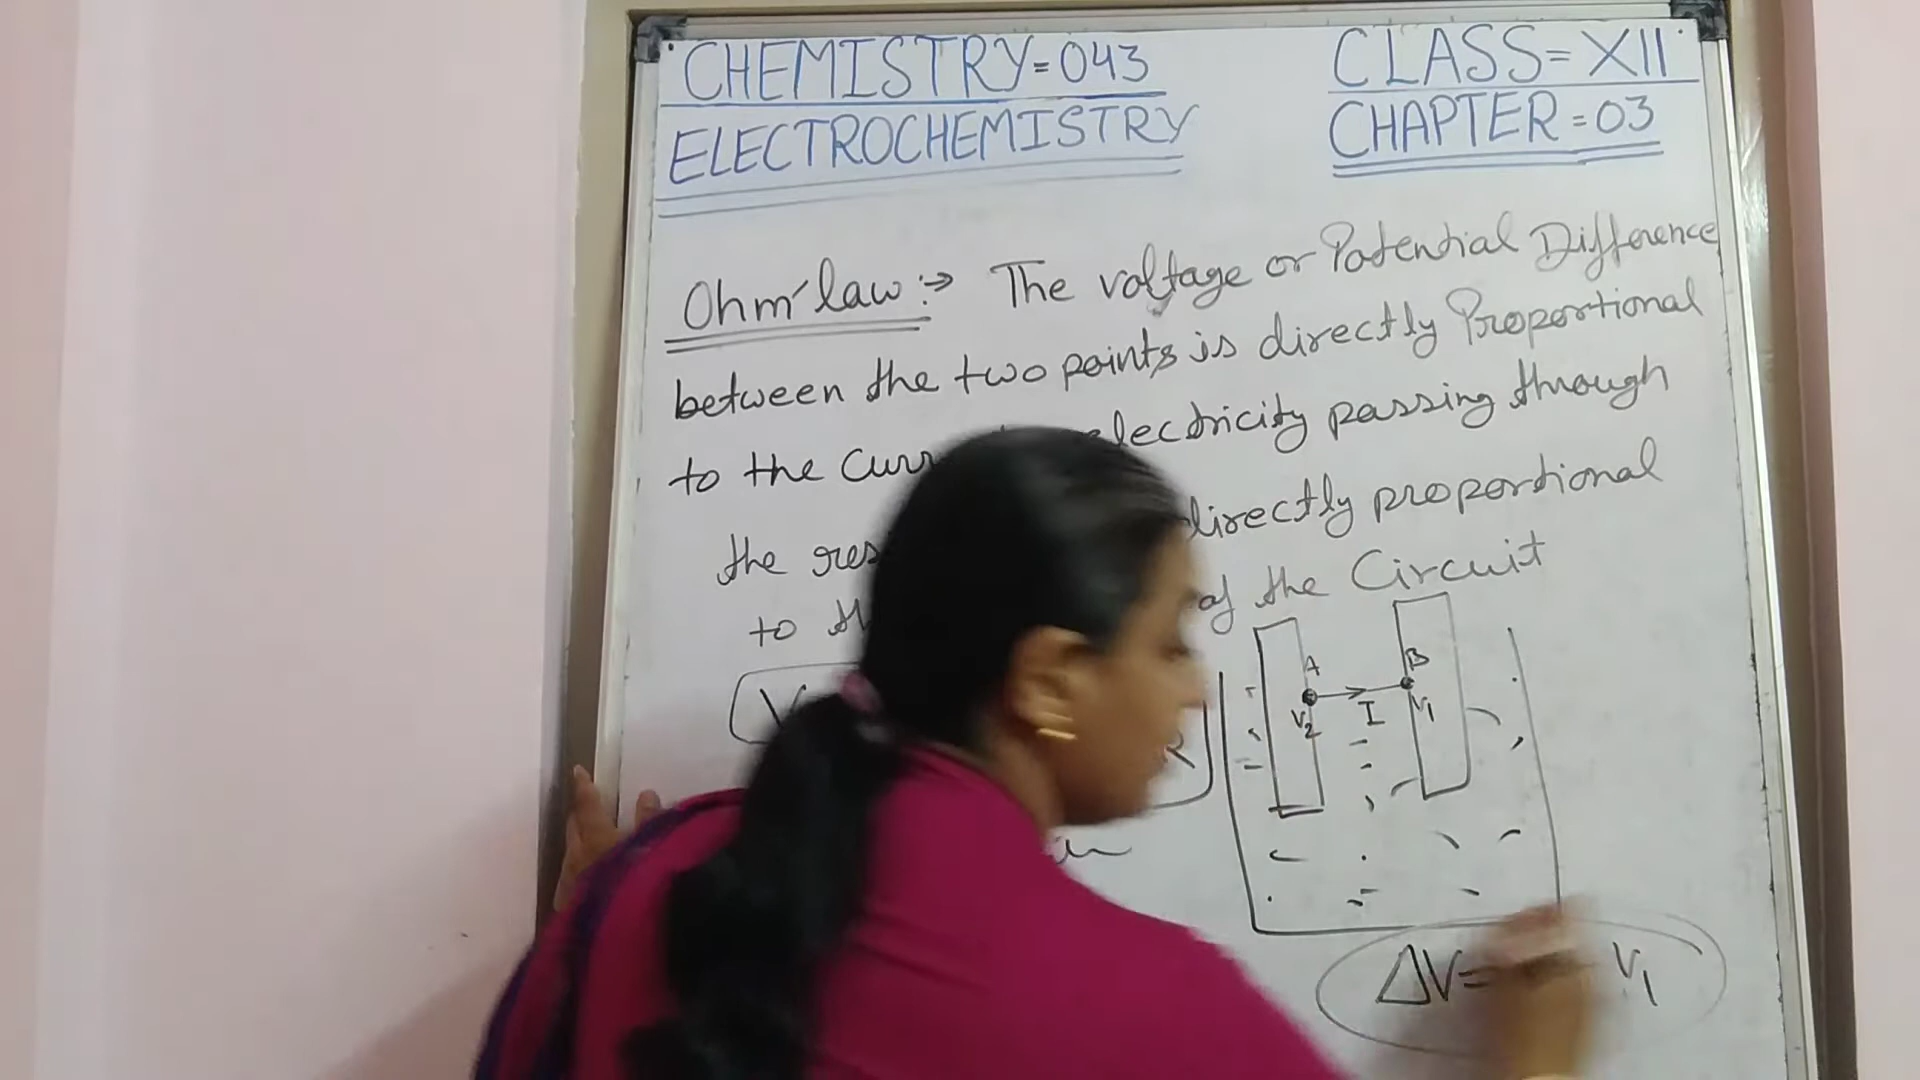 CHEMISTRY=043
CLASS=XII
ELECTROCHEMISTRY
CHAPTER=03
Ohm'law:→ The voltage or Potential Difference
between the two points is directly Proportional
to the electricity passing through
the directly proportional
to of the Circuit
A B
V2 I V1
V R
ΔV= V1